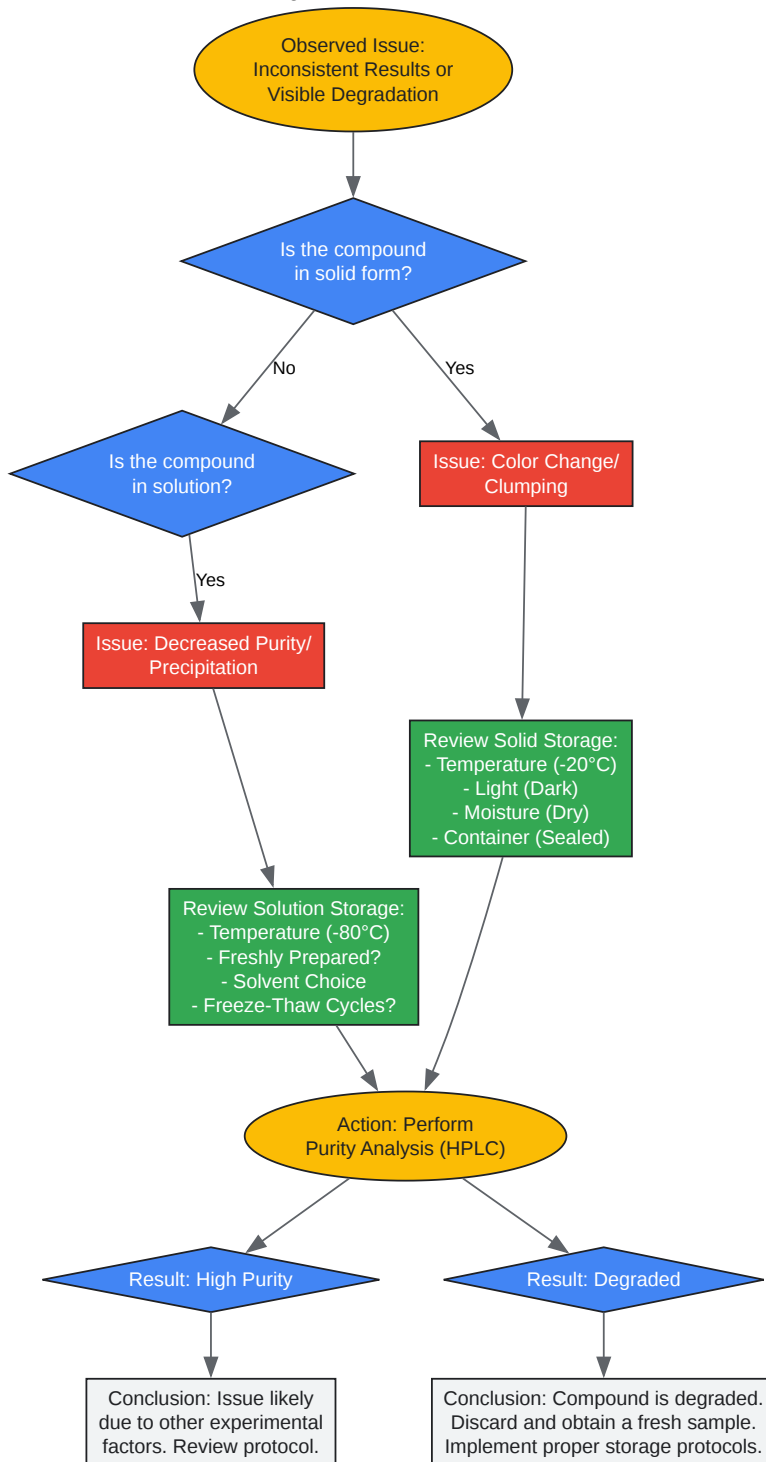 Observed Issue:
Inconsistent Results or
Visible Degradation
Is the compound
in solid form?
No
Yes
Is the compound
in solution?
Issue: Color Change/
Clumping
Yes
Issue: Decreased Purity/
Precipitation
Review Solid Storage:
- Temperature (-20°C)
- Light (Dark)
- Moisture (Dry)
- Container (Sealed)
Review Solution Storage:
- Temperature (-80°C)
- Freshly Prepared?
- Solvent Choice
- Freeze-Thaw Cycles?
Action: Perform
Purity Analysis (HPLC)
Result: High Purity
Result: Degraded
Conclusion: Issue likely
due to other experimental
factors. Review protocol.
Conclusion: Compound is degraded.
Discard and obtain a fresh sample.
Implement proper storage protocols.